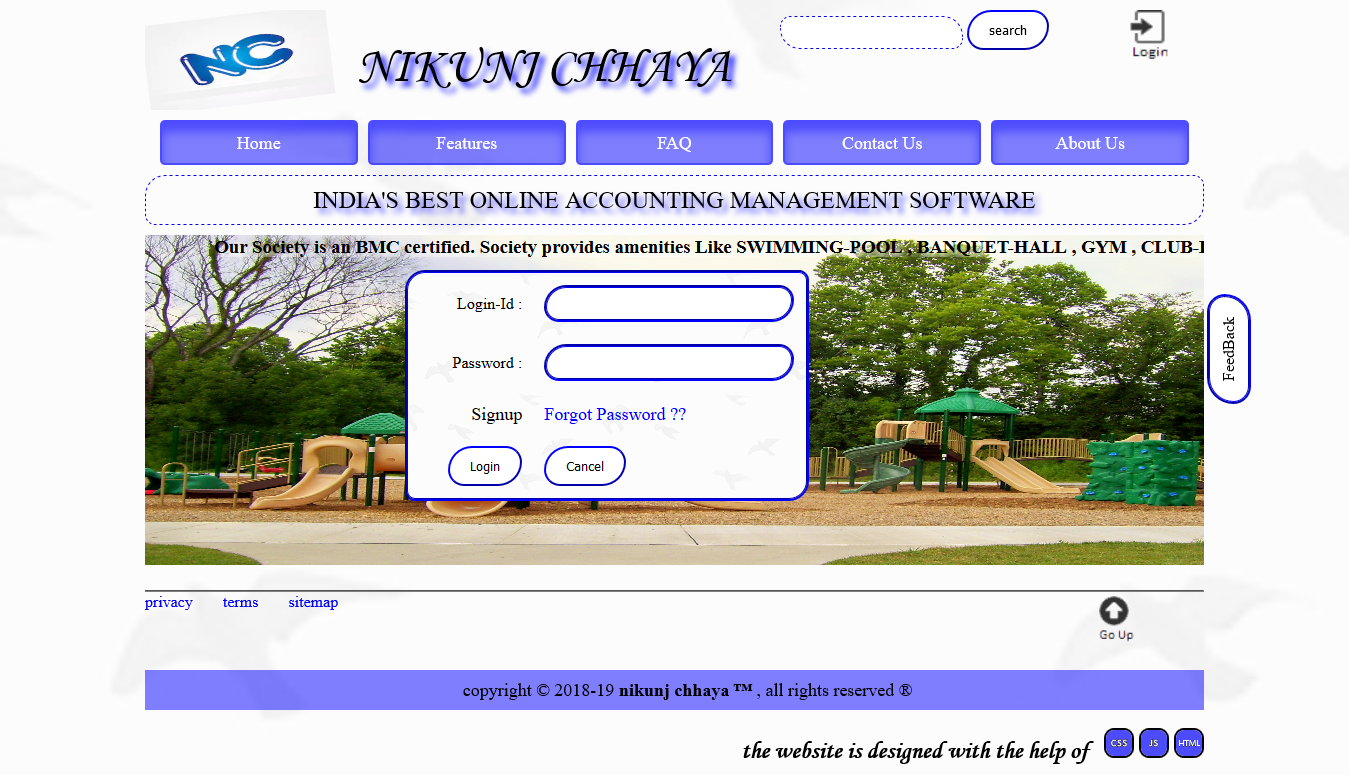 NC
NIKUNJ CHHAYA
search
Login
Home Features FAQ Contact Us About Us
INDIA'S BEST ONLINE ACCOUNTING MANAGEMENT SOFTWARE
Our Society is an BMC certified. Society provides amenities Like SWIMMING-POOL , BANQUET-HALL , GYM ,
Login-Id :
Password :
Signup Forgot Password ??
Login Cancel
FeedBack
privacy terms sitemap
Go Up
copyright © 2018-19 nikunj chhaya ™ , all rights reserved ®
the website is designed with the help of CSS JS HTML